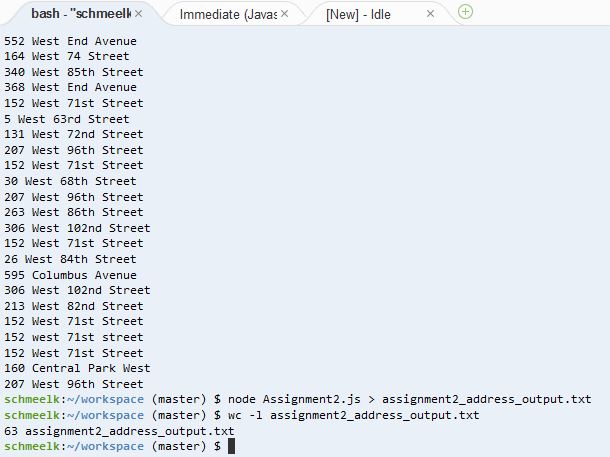 bash - "schmeelk × Immediate (Javas × [New] - Idle ×
552 West End Avenue
164 West 74 Street
340 West 85th Street
368 West End Avenue
152 West 71st Street
5 West 63rd Street
131 West 72nd Street
207 West 96th Street
152 West 71st Street
30 West 68th Street
207 West 96th Street
263 West 86th Street
306 West 102nd Street
152 West 71st Street
26 West 84th Street
595 Columbus Avenue
306 West 102nd Street
213 West 82nd Street
152 West 71st Street
152 west 71st Street
152 West 71st street
160 Central Park West
207 West 96th Street
schmeelk:~/workspace (master) $ node Assignment2.js > assignment2_address_output.txt
schmeelk:~/workspace (master) $ wc -l assignment2_address_output.txt
63 assignment2_address_output.txt
schmeelk:~/workspace (master) $